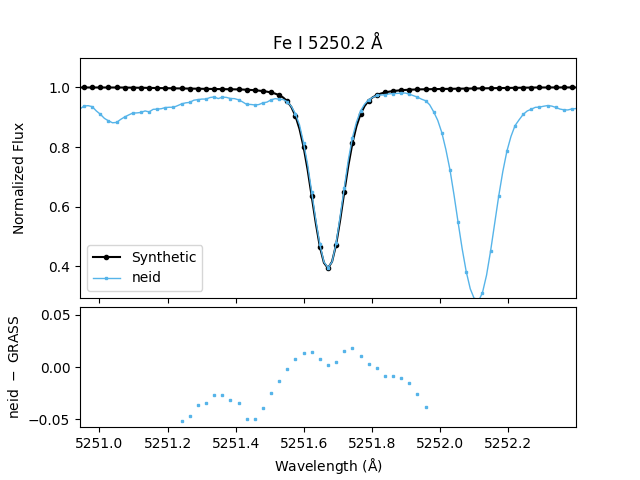 Fe I 5250.2 Å
1.0
0.8
0.6
0.4
Normalized Flux
Synthetic
neid
0.05
0.00
−0.05
neid − GRASS
5251.0 5251.2 5251.4 5251.6 5251.8 5252.0 5252.2
Wavelength (Å)